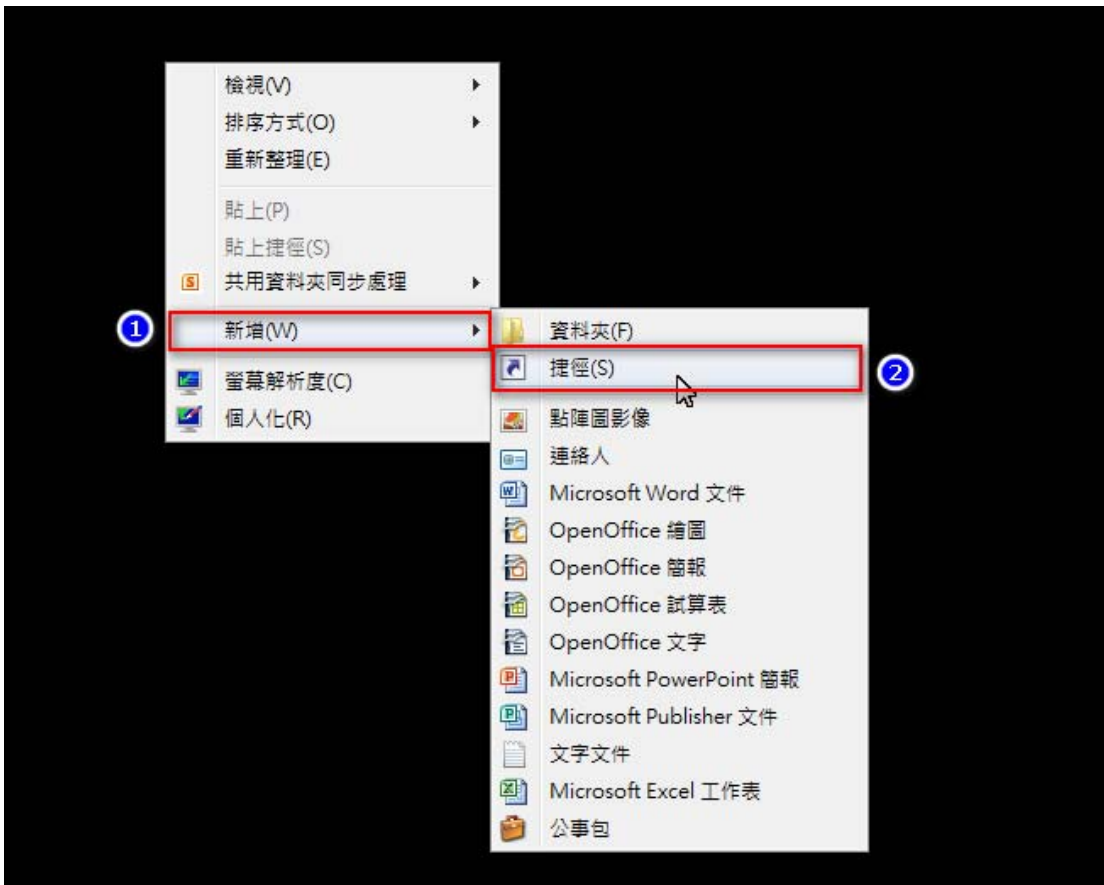 檢視(V)
排序方式(O)
重新整理(E)
貼上(P)
貼上捷徑(S)
共用資料夾同步處理
1
新增(W)
螢幕解析度(C)
個人化(R)
資料夾(F)
捷徑(S)
2
點陣圖影像
連絡人
Microsoft Word 文件
OpenOffice 繪圖
OpenOffice 簡報
OpenOffice 試算表
OpenOffice 文字
Microsoft PowerPoint 簡報
Microsoft Publisher 文件
文字文件
Microsoft Excel 工作表
公事包